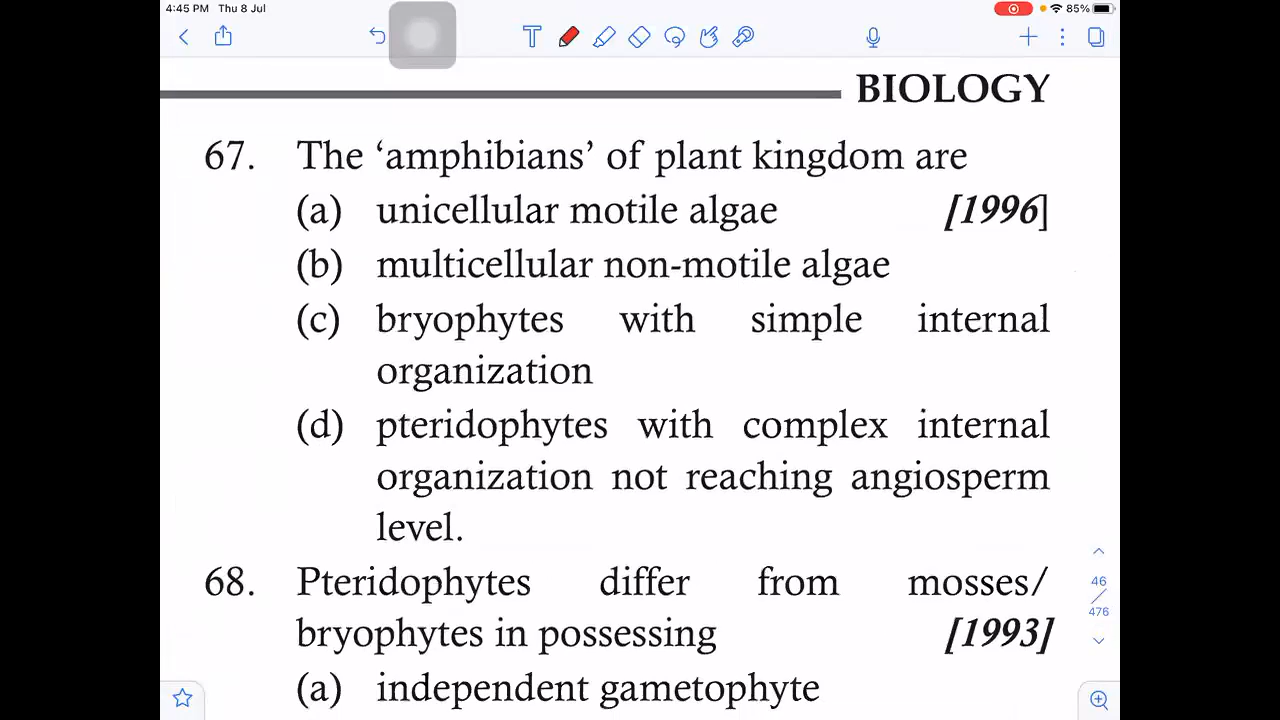 4:45 PM Thu 8 Jul
85%
BIOLOGY
67. The ‘amphibians’ of plant kingdom are
(a) unicellular motile algae [1996]
(b) multicellular non-motile algae
(c) bryophytes with simple internal
organization
(d) pteridophytes with complex internal
organization not reaching angiosperm
level.
68. Pteridophytes differ from mosses/
bryophytes in possessing [1993]
(a) independent gametophyte
46
476